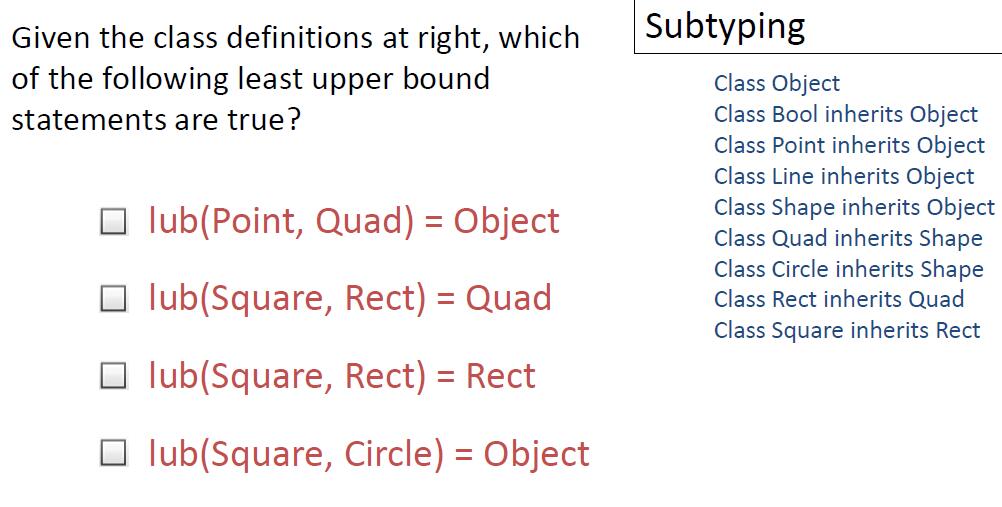 Given the class definitions at right, which
of the following least upper bound
statements are true?
lub(Point, Quad) = Object
lub(Square, Rect) = Quad
lub(Square, Rect) = Rect
lub(Square, Circle) = Object
Subtyping
Class Object
Class Bool inherits Object
Class Point inherits Object
Class Line inherits Object
Class Shape inherits Object
Class Quad inherits Shape
Class Circle inherits Shape
Class Rect inherits Quad
Class Square inherits Rect